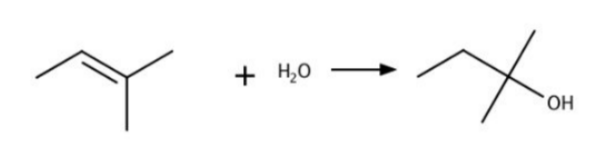 + H₂O
OH